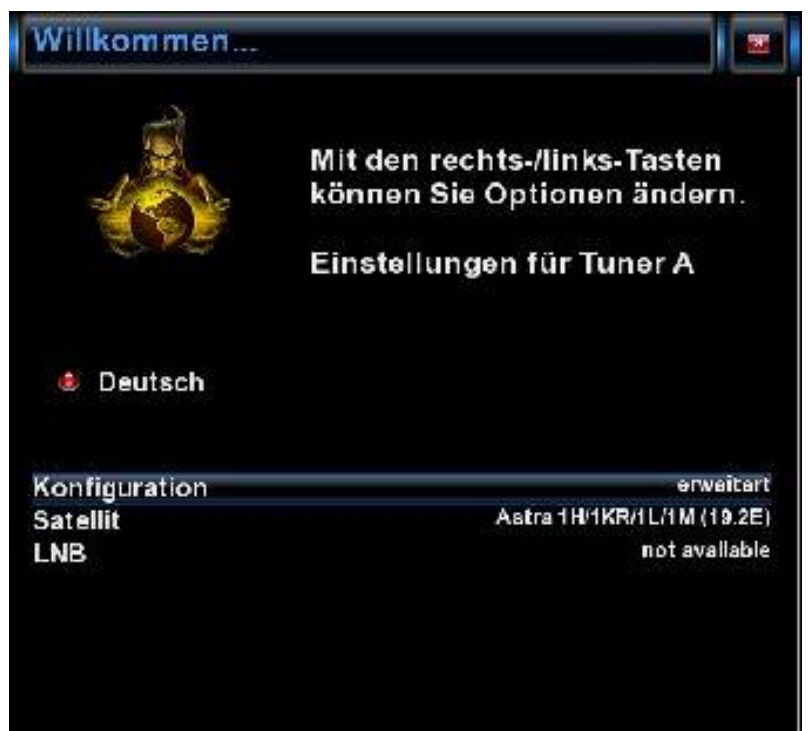 Willkommen...
Mit den rechts-/links-Tasten
können Sie Optionen ändern.
Einstellungen für Tuner A
Deutsch
Konfiguration erweitert
Satellit Astra 1H/1KR/1L/1M (19.2E)
LNB not available